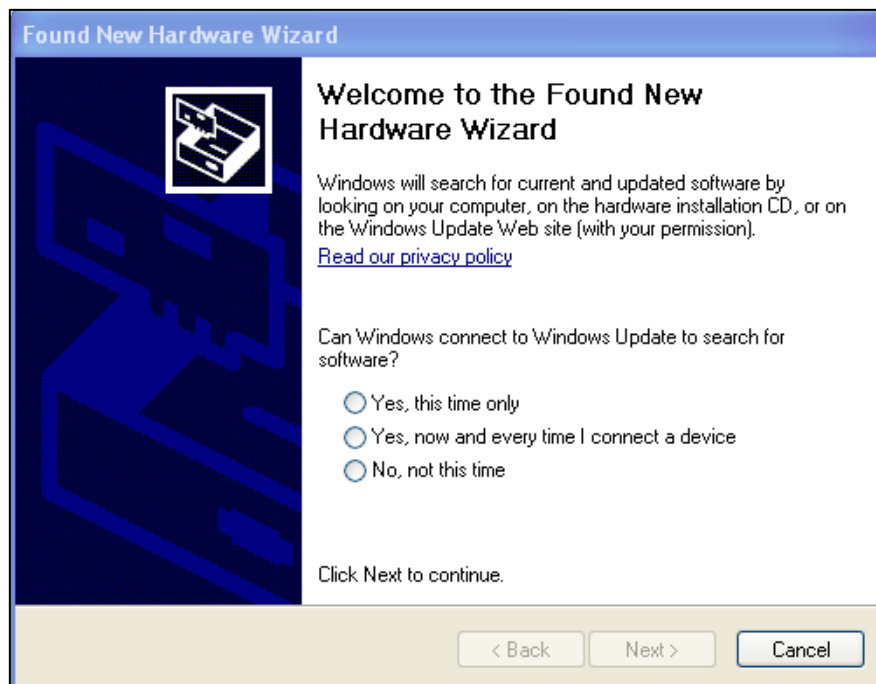 Found New Hardware Wizard
Welcome to the Found New
Hardware Wizard
Windows will search for current and updated software by
looking on your computer, on the hardware installation CD, or on
the Windows Update Web site (with your permission).
Read our privacy policy
Can Windows connect to Windows Update to search for
software?
Yes, this time only
Yes, now and every time I connect a device
No, not this time
Click Next to continue.
< Back
Next >
Cancel